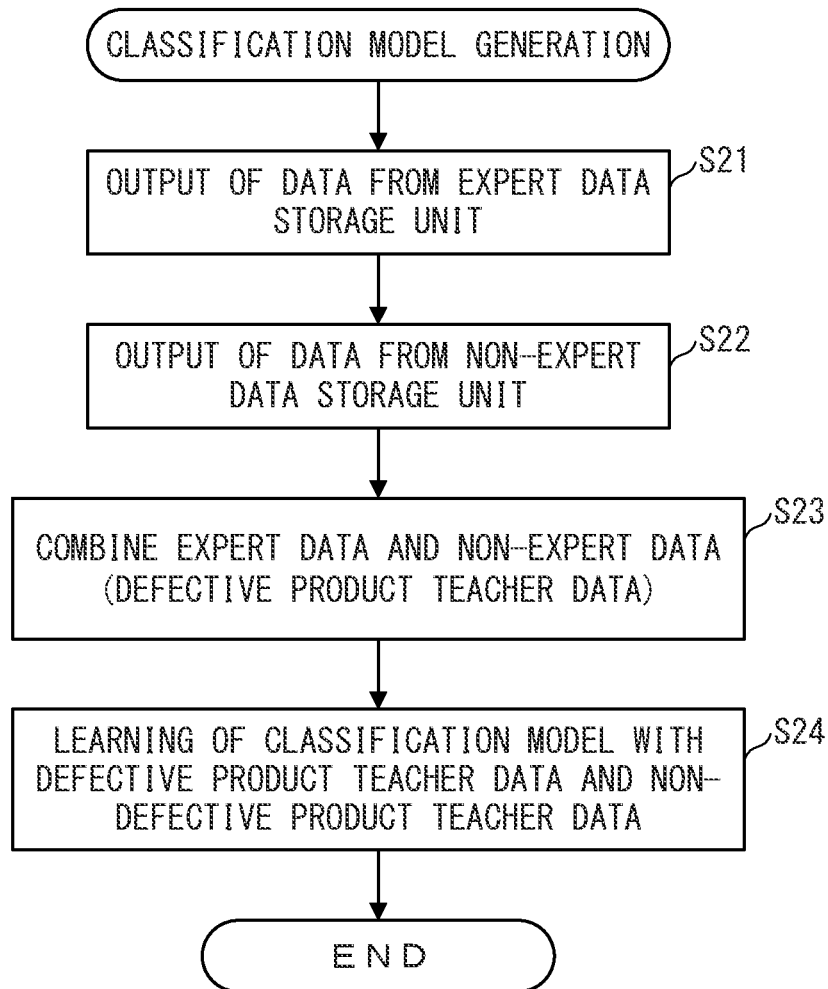 CLASSIFICATION MODEL GENERATION
S21
OUTPUT OF DATA FROM EXPERT DATA
STORAGE UNIT
S22
OUTPUT OF DATA FROM NON-EXPERT
DATA STORAGE UNIT
S23
COMBINE EXPERT DATA AND NON-EXPERT DATA
(DEFECTIVE PRODUCT TEACHER DATA)
S24
LEARNING OF CLASSIFICATION MODEL WITH
DEFECTIVE PRODUCT TEACHER DATA AND NON-
DEFECTIVE PRODUCT TEACHER DATA
END